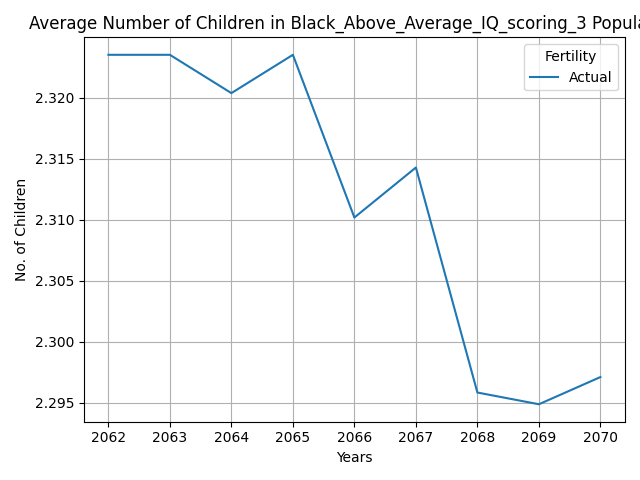 Average Number of Children in Black_Above_Average_IQ_scoring_3 Popula
Fertility
Actual
No. of Children
2.320
2.315
2.310
2.305
2.300
2.295
2062 2063 2064 2065 2066 2067 2068 2069 2070
Years